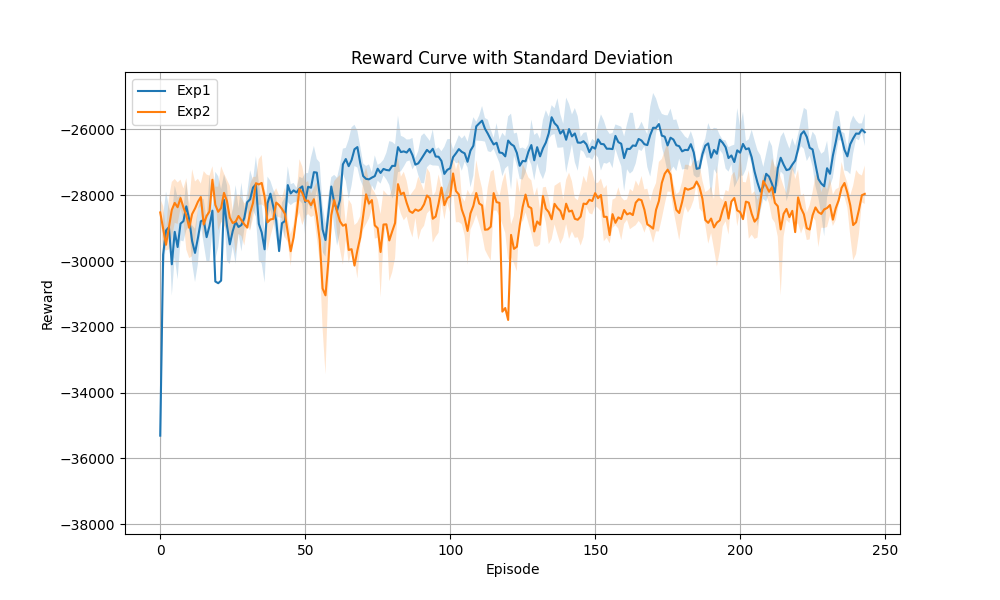 Reward Curve with Standard Deviation
Exp1
Exp2
−26000
−28000
−30000
−32000
−34000
−36000
−38000
Reward
0 50 100 150 200 250
Episode